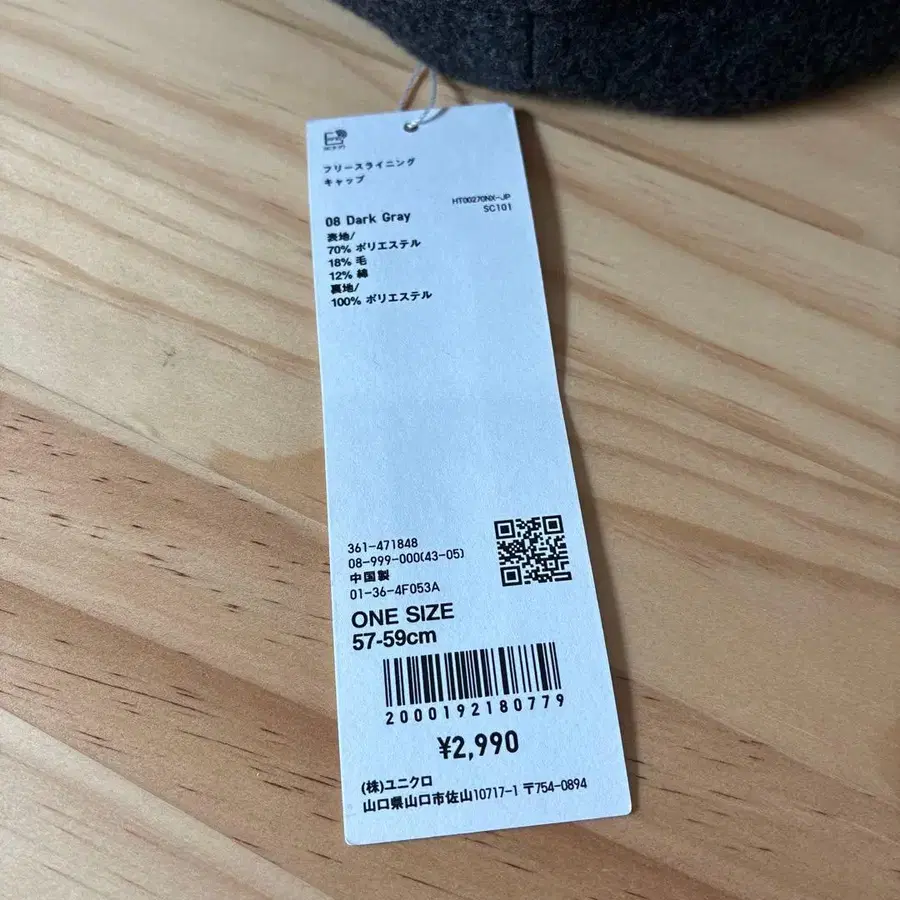 フリースライニング
キャップ
HT00270NX-JP
SC101
08 Dark Gray
表地/
70% ポリエステル
18% 毛
12% 綿
裏地/
100% ポリエステル
361-471848
08-999-000(43-05)
中国製
01-36-4F053A
ONE SIZE
57-59cm
2000192180779
¥2,990
(株)ユニクロ
山口県山口市佐山10717-1 〒754-0894